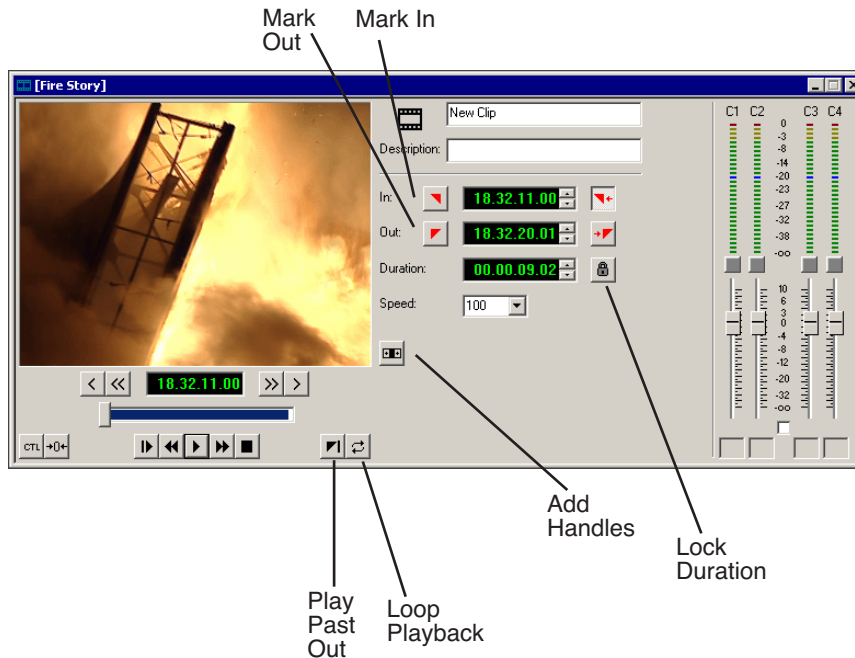 Mark
Out
Mark In
[Fire Story]
New Clip
Description:
In:
18.32.11.00
Out:
18.32.20.01
Duration:
00.00.09.02
Speed:
100
18.32.11.00
CTL
→0←
C1 C2 C3 C4
0
-3
-8
-14
-20
-23
-27
-32
-38
-oo
10
6
3
0
-4
-8
-12
-20
-32
-oo
Add
Handles
Lock
Duration
Play
Past
Out
Loop
Playback